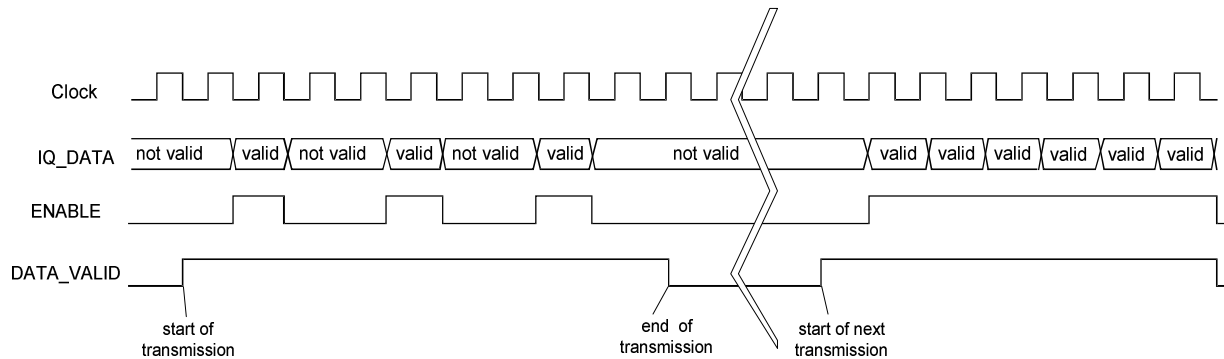 Clock
IQ_DATA
not valid valid not valid valid not valid valid not valid valid valid valid valid valid valid
ENABLE
DATA_VALID
start of
transmission
end of
transmission
start of next
transmission